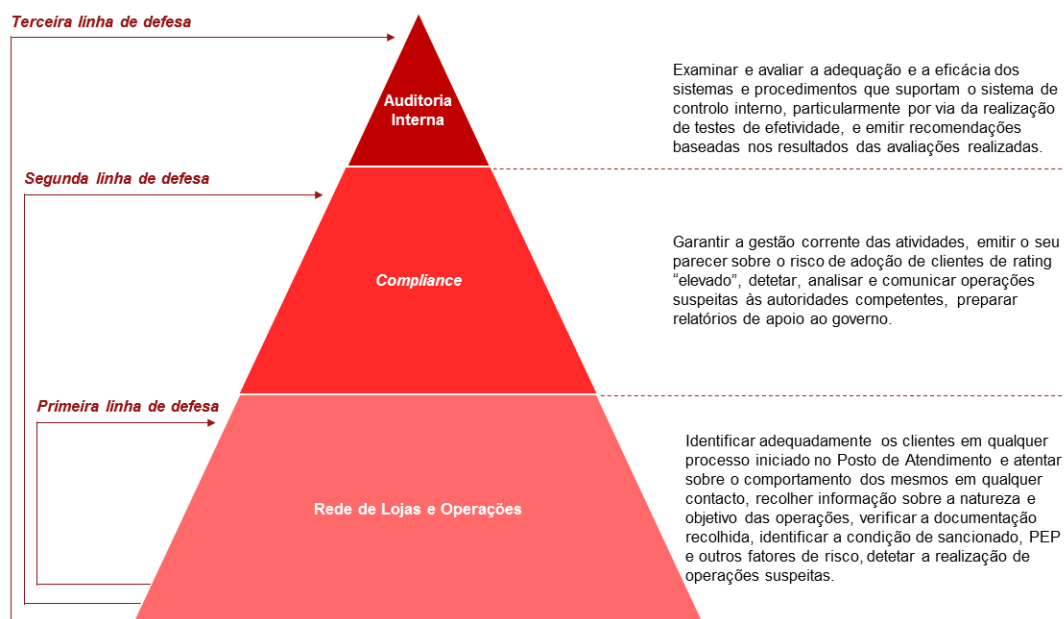 Terceira linha de defesa
Auditoria
Interna
Examinar e avaliar a adequação e a eficácia dos
sistemas e procedimentos que suportam o sistema de
controlo interno, particularmente por via da realização
de testes de efetividade, e emitir recomendações
baseadas nos resultados das avaliações realizadas.
Segunda linha de defesa
Compliance
Garantir a gestão corrente das atividades, emitir o seu
parecer sobre o risco de adoção de clientes de rating
“elevado”, detetar, analisar e comunicar operações
suspeitas às autoridades competentes, preparar
relatórios de apoio ao governo.
Primeira linha de defesa
Rede de Lojas e Operações
Identificar adequadamente os clientes em qualquer
processo iniciado no Posto de Atendimento e atentar
sobre o comportamento dos mesmos em qualquer
contacto, recolher informação sobre a natureza e
objetivo das operações, verificar a documentação
recolhida, identificar a condição de sancionado, PEP
e outros fatores de risco, detetar a realização de
operações suspeitas.